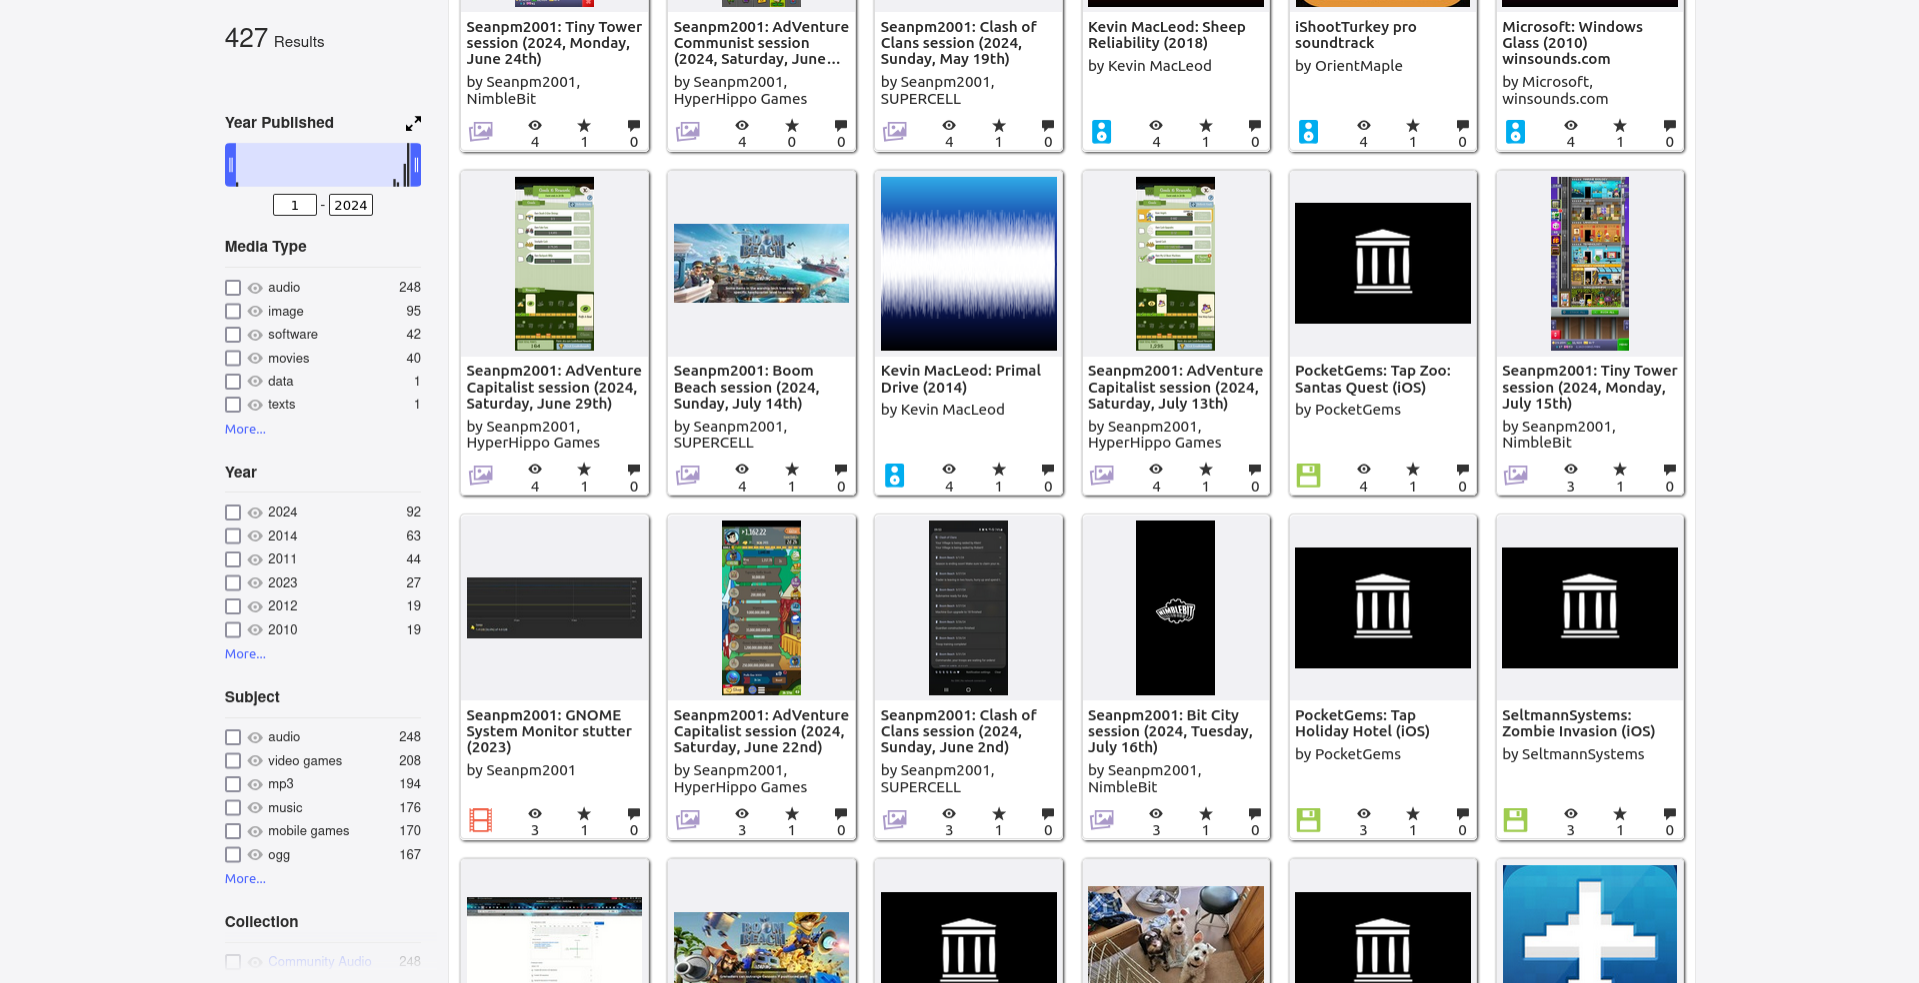 427 Results
Year Published
1 - 2024
Media Type
audio 248
image 95
software 42
movies 40
data 1
texts 1
More...
Year
2024 92
2014 63
2011 44
2023 27
2012 19
2010 19
More...
Subject
audio 248
video games 208
mp3 194
music 176
mobile games 170
ogg 167
More...
Collection
Community Audio 248
Seanpm2001: Tiny Tower
session (2024, Monday,
June 24th)
by Seanpm2001,
NimbleBit
4 1 0
Seanpm2001: AdVenture
Communist session
(2024, Saturday, June...
by Seanpm2001,
HyperHippo Games
4 0 0
Seanpm2001: Clash of
Clans session (2024,
Sunday, May 19th)
by Seanpm2001,
SUPERCELL
4 1 0
Kevin MacLeod: Sheep
Reliability (2018)
by Kevin MacLeod
4 1 0
iShootTurkey pro
soundtrack
by OrientMaple
4 1 0
Microsoft: Windows
Glass (2010)
winsounds.com
by Microsoft,
winsounds.com
4 1 0
Seanpm2001: AdVenture
Capitalist session (2024,
Saturday, June 29th)
by Seanpm2001,
HyperHippo Games
4 1 0
BOOM
BEACH
Seanpm2001: Boom
Beach session (2024,
Sunday, July 14th)
by Seanpm2001,
SUPERCELL
4 1 0
Kevin MacLeod: Primal
Drive (2014)
by Kevin MacLeod
4 1 0
Seanpm2001: AdVenture
Capitalist session (2024,
Saturday, July 13th)
by Seanpm2001,
HyperHippo Games
4 1 0
PocketGems: Tap Zoo:
Santas Quest (iOS)
by PocketGems
4 1 0
Seanpm2001: Tiny Tower
session (2024, Monday,
July 15th)
by Seanpm2001,
NimbleBit
3 1 0
Seanpm2001: GNOME
System Monitor stutter
(2023)
by Seanpm2001
3 1 0
Seanpm2001: AdVenture
Capitalist session (2024,
Saturday, June 22nd)
by Seanpm2001,
HyperHippo Games
3 1 0
Seanpm2001: Clash of
Clans session (2024,
Sunday, June 2nd)
by Seanpm2001,
SUPERCELL
3 1 0
NIMBLEBIT
Seanpm2001: Bit City
session (2024, Tuesday,
July 16th)
by Seanpm2001,
NimbleBit
3 1 0
PocketGems: Tap
Holiday Hotel (iOS)
by PocketGems
3 1 0
SeltmannSystems:
Zombie Invasion (iOS)
by SeltmannSystems
3 1 0
BOOM
BEACH